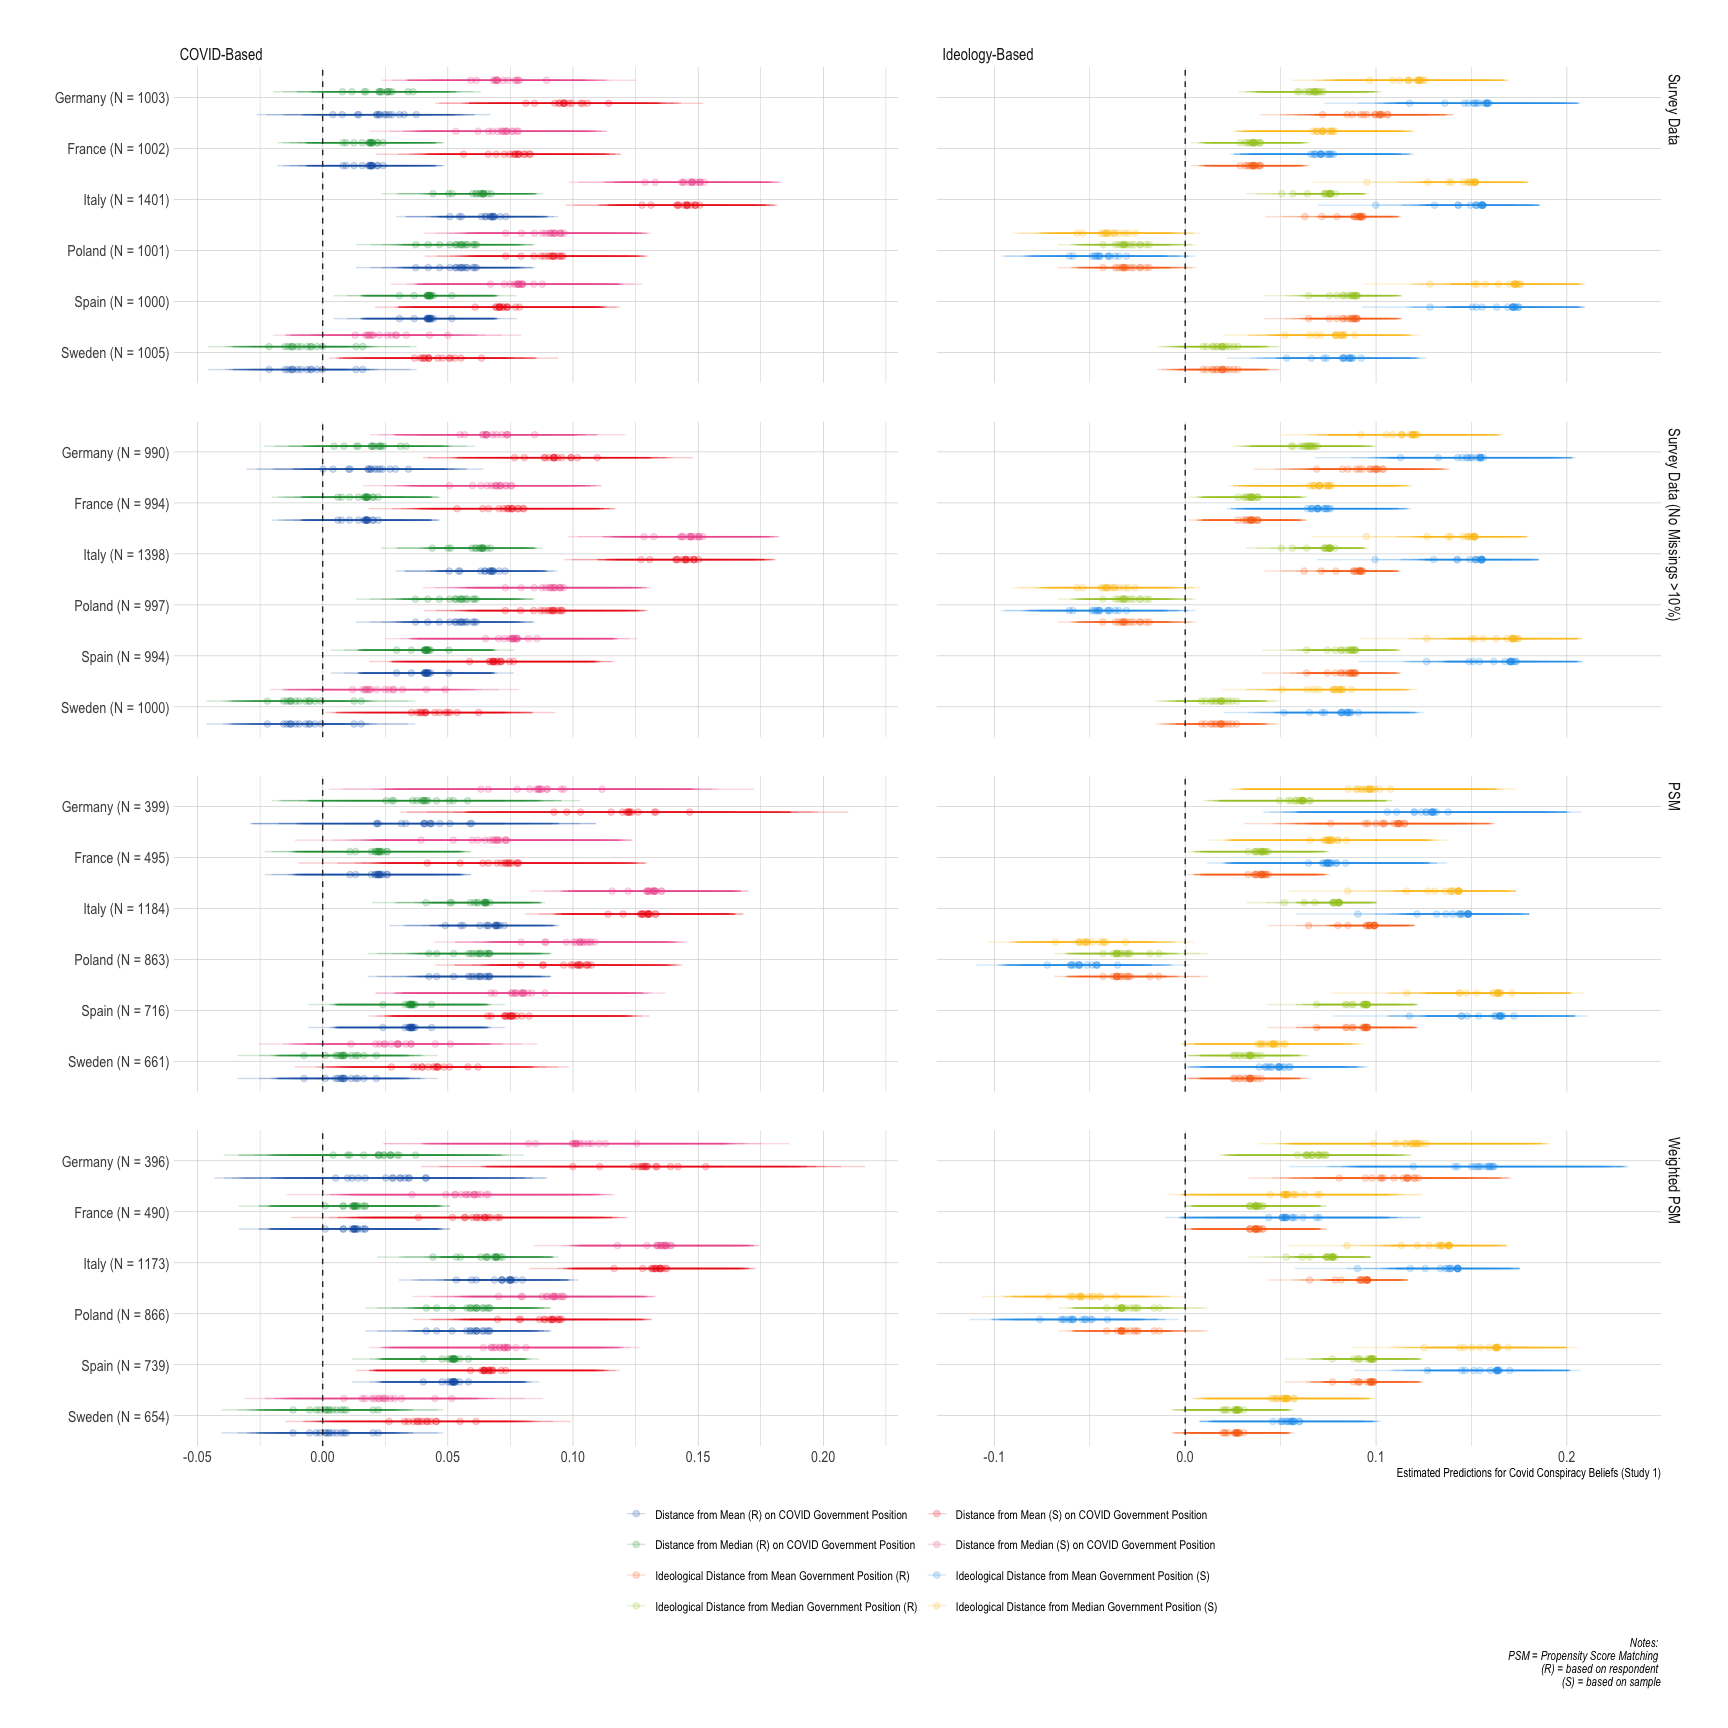 COVID-Based Ideology-Based
Survey Data
Germany (N = 1003)
France (N = 1002)
Italy (N = 1401)
Poland (N = 1001)
Spain (N = 1000)
Sweden (N = 1005)
Survey Data (No Missings >10%)
Germany (N = 990)
France (N = 994)
Italy (N = 1398)
Poland (N = 997)
Spain (N = 994)
Sweden (N = 1000)
PSM
Germany (N = 399)
France (N = 495)
Italy (N = 1184)
Poland (N = 863)
Spain (N = 716)
Sweden (N = 661)
Weighted PSM
Germany (N = 396)
France (N = 490)
Italy (N = 1173)
Poland (N = 866)
Spain (N = 739)
Sweden (N = 654)
-0.05 0.00 0.05 0.10 0.15 0.20 -0.1 0.0 0.1 0.2
Estimated Predictions for Covid Conspiracy Beliefs (Study 1)
Distance from Mean (R) on COVID Government Position Distance from Mean (S) on COVID Government Position
Distance from Median (R) on COVID Government Position Distance from Median (S) on COVID Government Position
Ideological Distance from Mean Government Position (R) Ideological Distance from Mean Government Position (S)
Ideological Distance from Median Government Position (R) Ideological Distance from Median Government Position (S)
Notes:
PSM = Propensity Score Matching
(R) = based on respondent
(S) = based on sample